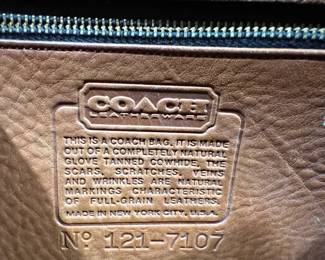 COACH
LEATHERWARE
THIS IS A COACH BAG. IT IS MADE
OUT OF A COMPLETELY NATURAL
GLOVE TANNED COWHIDE. THE
SCARS, SCRATCHES, VEINS
AND WRINKLES ARE NATURAL
MARKINGS CHARACTERISTIC
OF FULL-GRAIN LEATHERS.
MADE IN NEW YORK CITY, U.S.A.
Nº 121-7107